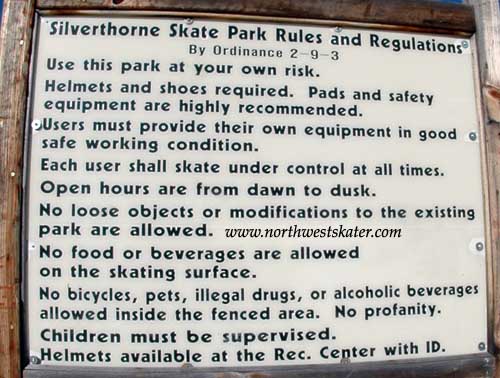 Silverthorne Skate Park Rules and Regulations
By Ordinance 2-9-3
Use this park at your own risk.
Helmets and shoes required. Pads and safety
equipment are highly recommended.
Users must provide their own equipment in good
safe working condition.
Each user shall skate under control at all times.
Open hours are from dawn to dusk.
No loose objects or modifications to the existing
park are allowed. www.northwestskater.com
No food or beverages are allowed
on the skating surface.
No bicycles, pets, illegal drugs, or alcoholic beverages
allowed inside the fenced area. No profanity.
Children must be supervised.
Helmets available at the Rec. Center with ID.